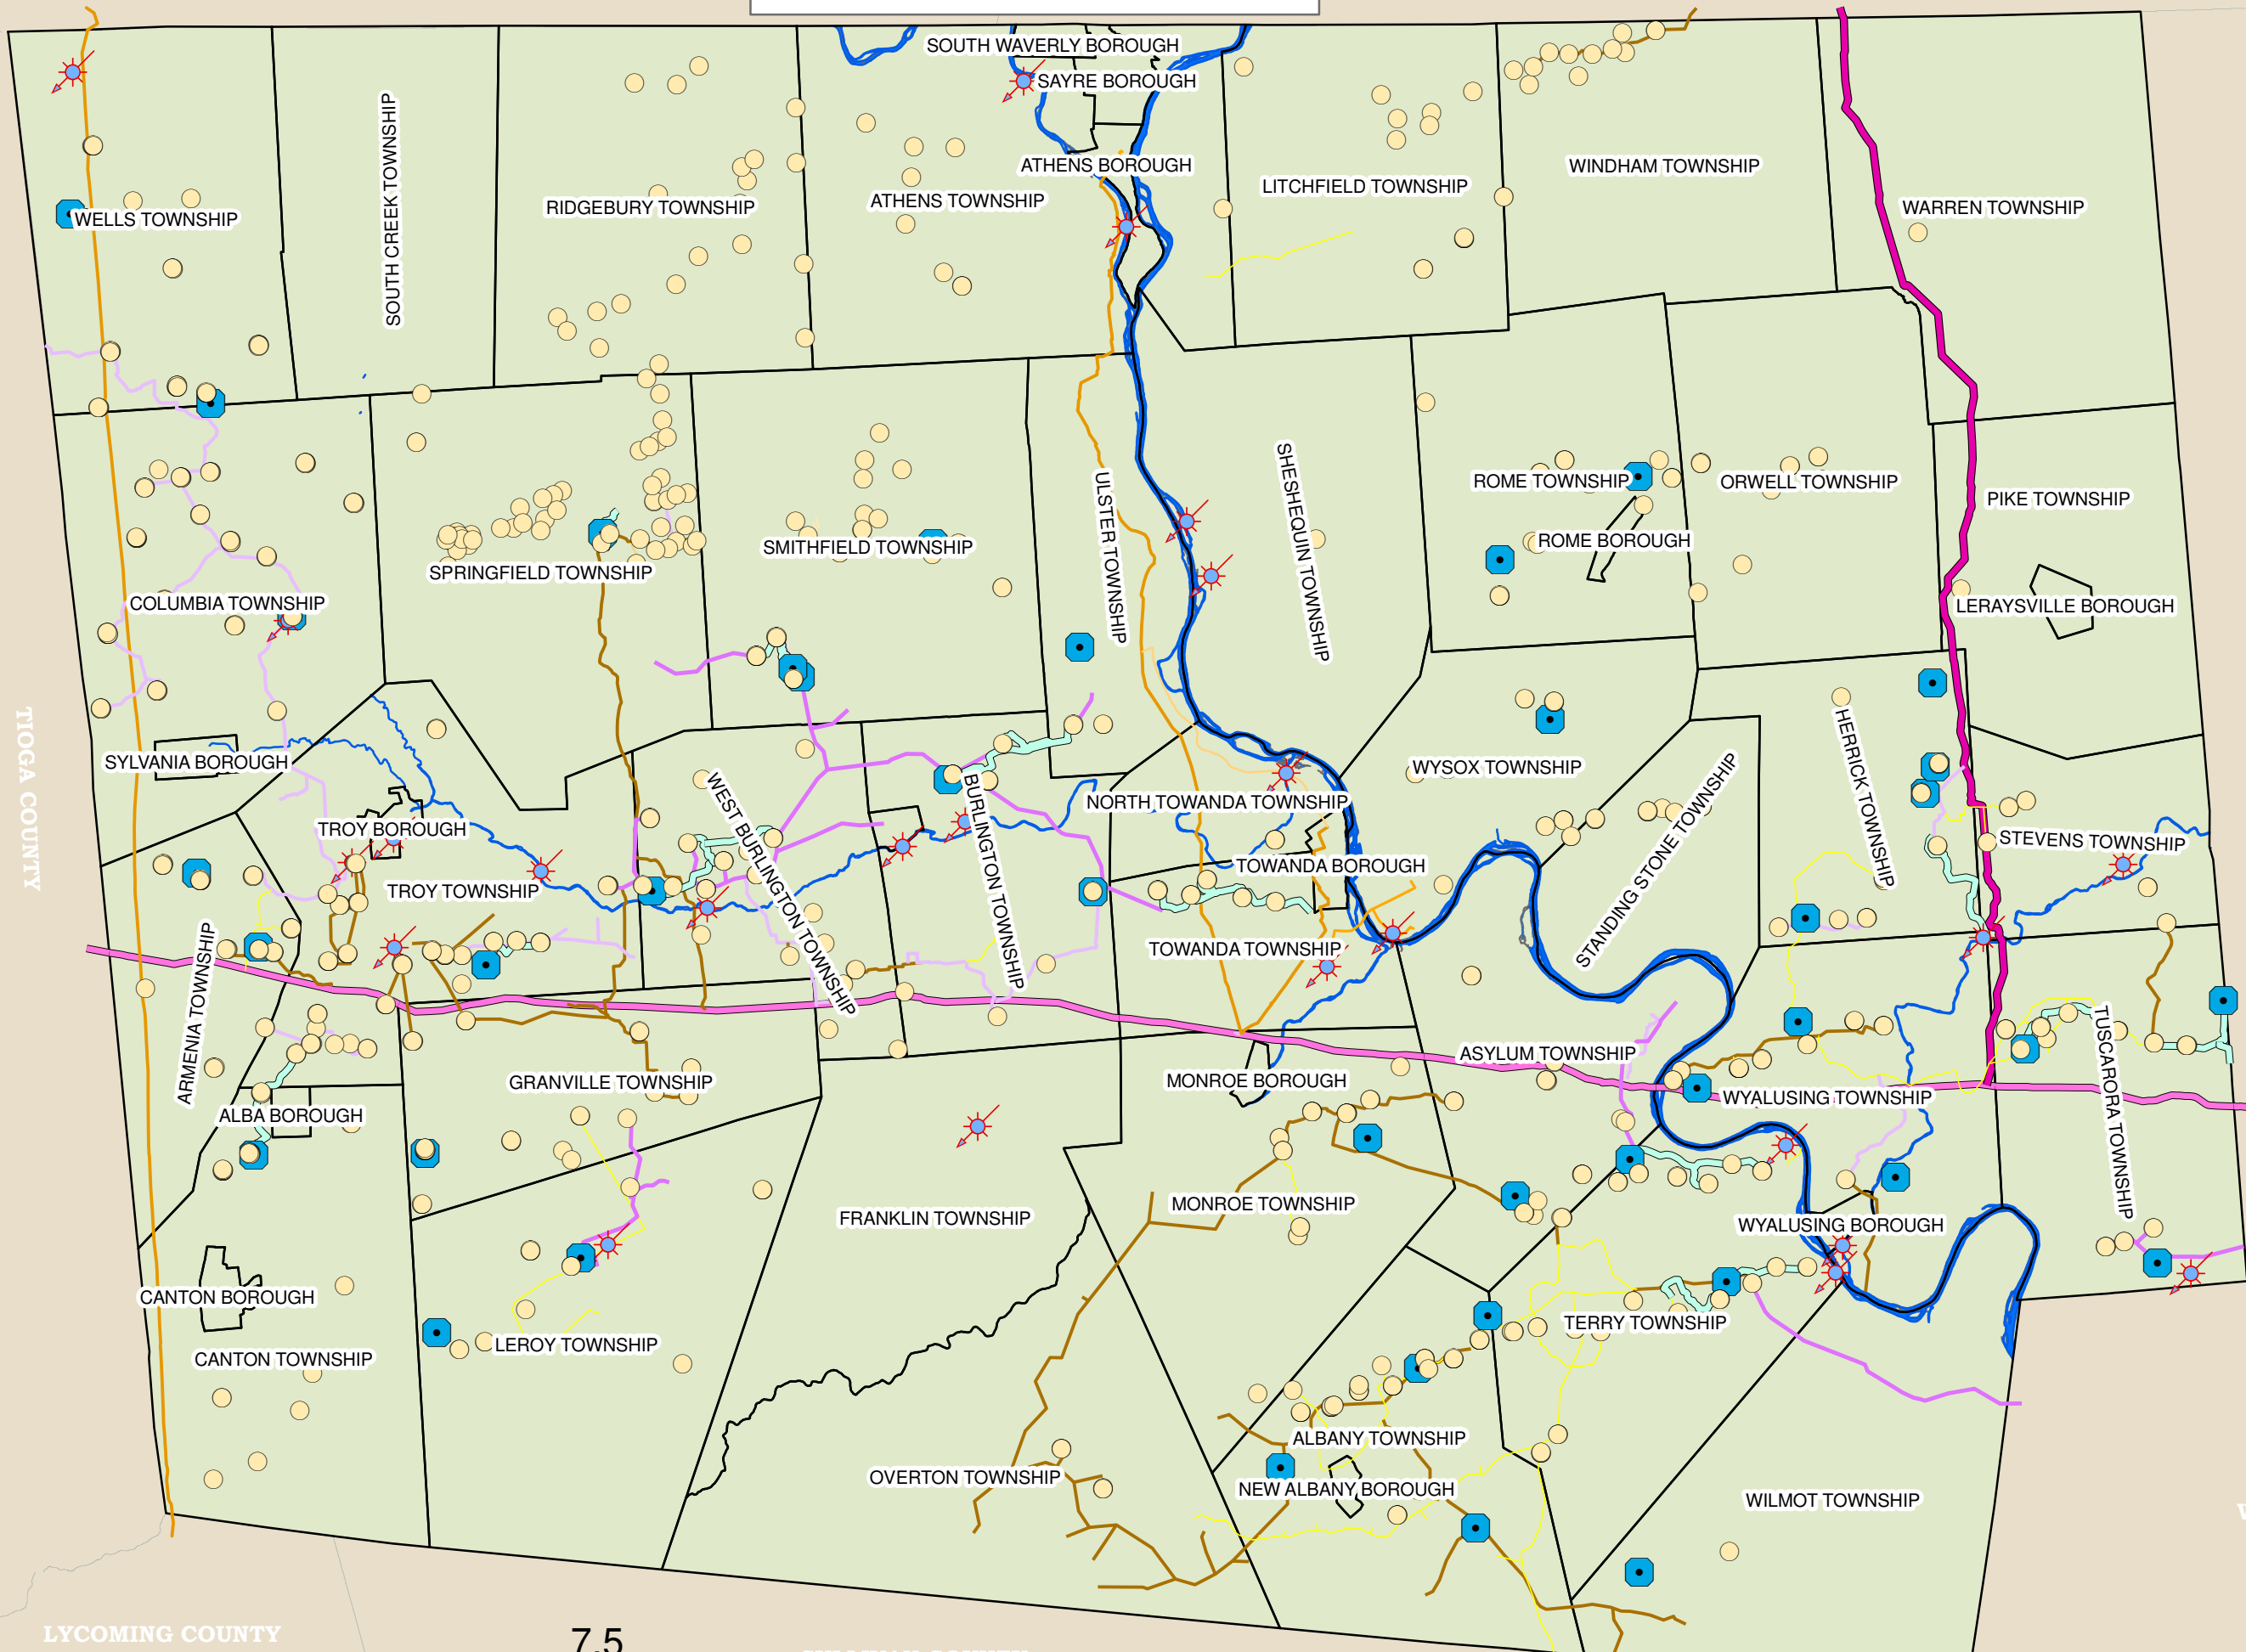 SOUTH WAVERLY BOROUGH
SAYRE BOROUGH
ATHENS BOROUGH
SOUTH CREEK TOWNSHIP
WELLS TOWNSHIP
RIDGEBURY TOWNSHIP
ATHENS TOWNSHIP
LITCHFIELD TOWNSHIP
WINDHAM TOWNSHIP
WARREN TOWNSHIP
ULSTER TOWNSHIP
SHESHEQUIN TOWNSHIP
ROME TOWNSHIP
ORWELL TOWNSHIP
PIKE TOWNSHIP
ROME BOROUGH
SMITHFIELD TOWNSHIP
SPRINGFIELD TOWNSHIP
COLUMBIA TOWNSHIP
LERAYSVILLE BOROUGH
TIOGA COUNTY
SYLVANIA BOROUGH
WYSOX TOWNSHIP
HERRICK TOWNSHIP
NORTH TOWANDA TOWNSHIP
TROY BOROUGH
WEST BURLINGTON TOWNSHIP
BURLINGTON TOWNSHIP
STANDING STONE TOWNSHIP
STEVENS TOWNSHIP
TOWANDA BOROUGH
TROY TOWNSHIP
TOWANDA TOWNSHIP
ARMENIA TOWNSHIP
ASYLUM TOWNSHIP
GRANVILLE TOWNSHIP
MONROE BOROUGH
WYALUSING TOWNSHIP
TUSCARORA TOWNSHIP
ALBA BOROUGH
MONROE TOWNSHIP
FRANKLIN TOWNSHIP
WYALUSING BOROUGH
CANTON BOROUGH
TERRY TOWNSHIP
LEROY TOWNSHIP
CANTON TOWNSHIP
ALBANY TOWNSHIP
OVERTON TOWNSHIP
NEW ALBANY BOROUGH
WILMOT TOWNSHIP
LYCOMING COUNTY
7.5